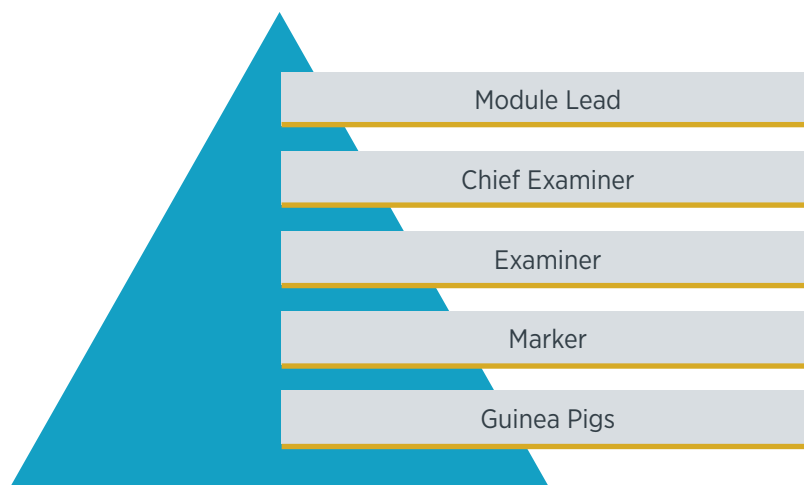 Module Lead
Chief Examiner
Examiner
Marker
Guinea Pigs